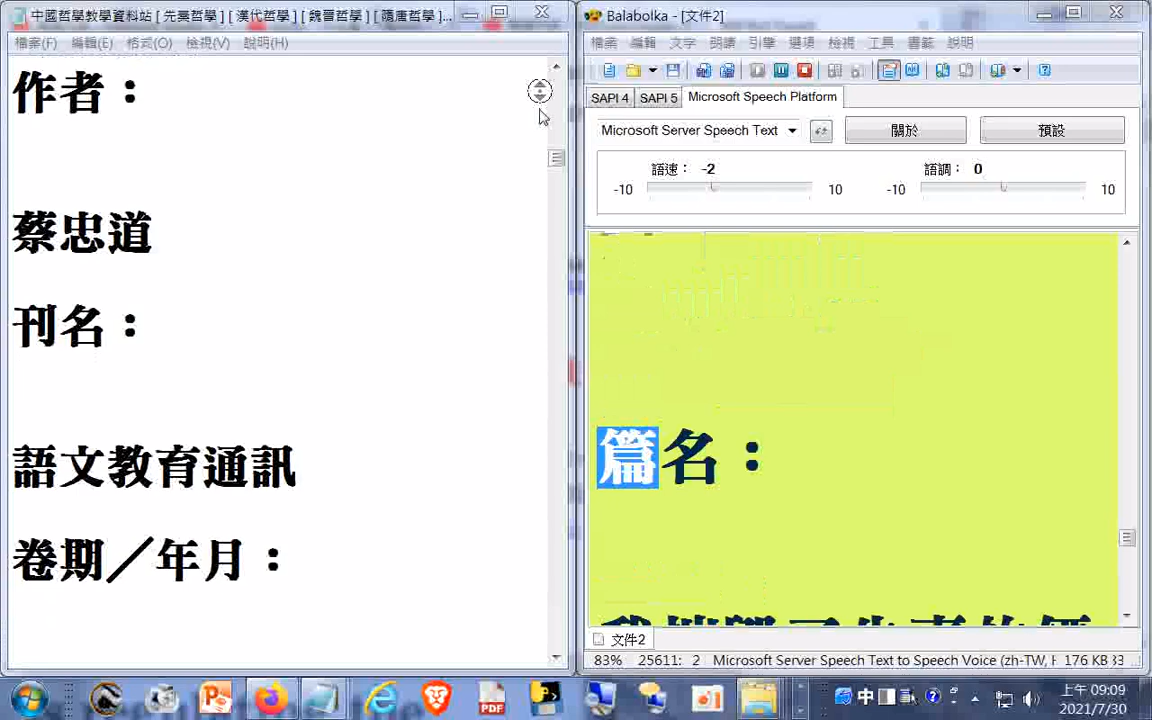 中國哲學教學資料站 [ 先秦哲學 ] [ 漢代哲學 ] [ 魏晉哲學 ] [ 隋唐哲學 ]...
檔案(F) 編輯(E) 格式(O) 檢視(V) 說明(H)
作者：
蔡忠道
刊名：
語文教育通訊
卷期／年月：
Balabolka - [文件2]
檔案 編輯 文字 朗讀 引擎 選項 檢視 工具 書籤 說明
SAPI 4 SAPI 5 Microsoft Speech Platform
Microsoft Server Speech Text 關於 預設
語速： -2 語調： 0
-10 10 -10 10
篇名：
文件2
83% 25611: 2 Microsoft Server Speech Text to Speech Voice (zh-TW, 176 KB
中 上午 09:09
2021/7/30